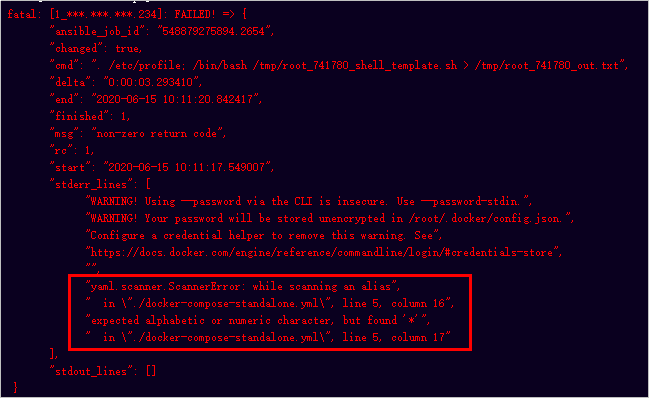 fatal: [1_***.***.***.234]: FAILED! => {
"ansible_job_id": "548879275894.2654",
"changed": true,
"cmd": ". /etc/profile; /bin/bash /tmp/root_741780_shell_template.sh > /tmp/root_741780_out.txt",
"delta": "0:00:03.293410",
"end": "2020-06-15 10:11:20.842417",
"finished": 1,
"msg": "non-zero return code",
"rc": 1,
"start": "2020-06-15 10:11:17.549007",
"stderr_lines": [
"WARNING! Using --password via the CLI is insecure. Use --password-stdin.",
"WARNING! Your password will be stored unencrypted in /root/.docker/config.json.",
"Configure a credential helper to remove this warning. See",
"https://docs.docker.com/engine/reference/commandline/login/#credentials-store",
"",
"yaml.scanner.ScannerError: while scanning an alias",
"  in \"./docker-compose-standalone.yml\", line 5, column 16",
"expected alphabetic or numeric character, but found '*'",
"  in \"./docker-compose-standalone.yml\", line 5, column 17"
],
"stdout_lines": []
}